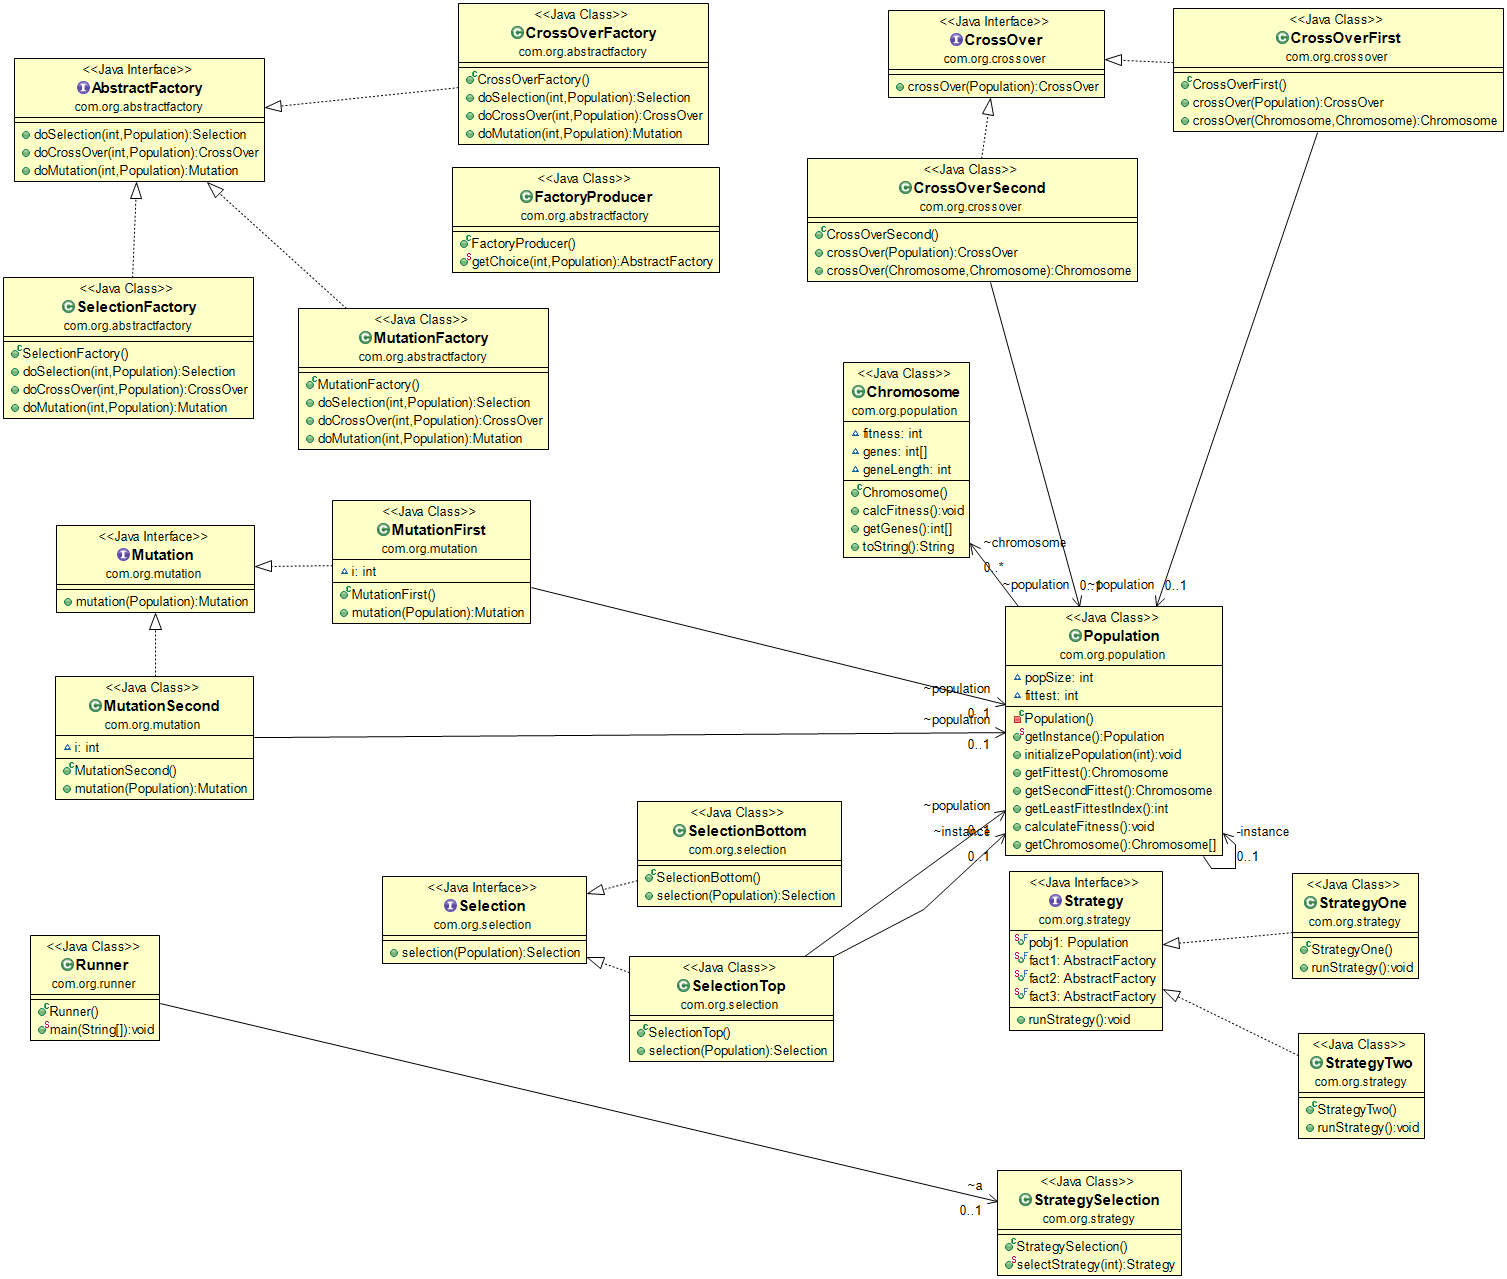 <<Java Interface>>
AbstractFactory
com.org.abstractfactory
doSelection(int,Population):Selection
doCrossOver(int,Population):CrossOver
doMutation(int,Population):Mutation
<<Java Class>>
CrossOverFactory
com.org.abstractfactory
CrossOverFactory()
doSelection(int,Population):Selection
doCrossOver(int,Population):CrossOver
doMutation(int,Population):Mutation
<<Java Class>>
FactoryProducer
com.org.abstractfactory
FactoryProducer()
getChoice(int,Population):AbstractFactory
<<Java Class>>
SelectionFactory
com.org.abstractfactory
SelectionFactory()
doSelection(int,Population):Selection
doCrossOver(int,Population):CrossOver
doMutation(int,Population):Mutation
<<Java Class>>
MutationFactory
com.org.abstractfactory
MutationFactory()
doSelection(int,Population):Selection
doCrossOver(int,Population):CrossOver
doMutation(int,Population):Mutation
<<Java Interface>>
CrossOver
com.org.crossover
crossOver(Population):CrossOver
<<Java Class>>
CrossOverFirst
com.org.crossover
CrossOverFirst()
crossOver(Population):CrossOver
crossOver(Chromosome,Chromosome):Chromosome
<<Java Class>>
CrossOverSecond
com.org.crossover
CrossOverSecond()
crossOver(Population):CrossOver
crossOver(Chromosome,Chromosome):Chromosome
<<Java Class>>
Chromosome
com.org.population
fitness: int
genes: int[]
geneLength: int
Chromosome()
calcFitness():void
getGenes():int[]
toString():String
~chromosome
0..*
~population
0..1
~population
0..1
<<Java Class>>
Population
com.org.population
popSize: int
fittest: int
Population()
getInstance():Population
initializePopulation(int):void
getFittest():Chromosome
getSecondFittest():Chromosome
getLeastFittestIndex():int
calculateFitness():void
getChromosome():Chromosome[]
-instance
0..1
<<Java Interface>>
Mutation
com.org.mutation
mutation(Population):Mutation
<<Java Class>>
MutationFirst
com.org.mutation
i: int
MutationFirst()
mutation(Population):Mutation
~population
0..1
<<Java Class>>
MutationSecond
com.org.mutation
i: int
MutationSecond()
mutation(Population):Mutation
~population
0..1
<<Java Class>>
SelectionBottom
com.org.selection
SelectionBottom()
selection(Population):Selection
<<Java Interface>>
Selection
com.org.selection
selection(Population):Selection
<<Java Class>>
SelectionTop
com.org.selection
SelectionTop()
selection(Population):Selection
~population
0..1
~instance
0..1
<<Java Interface>>
Strategy
com.org.strategy
pobj1: Population
fact1: AbstractFactory
fact2: AbstractFactory
fact3: AbstractFactory
runStrategy():void
<<Java Class>>
StrategyOne
com.org.strategy
StrategyOne()
runStrategy():void
<<Java Class>>
StrategyTwo
com.org.strategy
StrategyTwo()
runStrategy():void
<<Java Class>>
Runner
com.org.runner
Runner()
main(String[]):void
~a
0..1
<<Java Class>>
StrategySelection
com.org.strategy
StrategySelection()
selectStrategy(int):Strategy